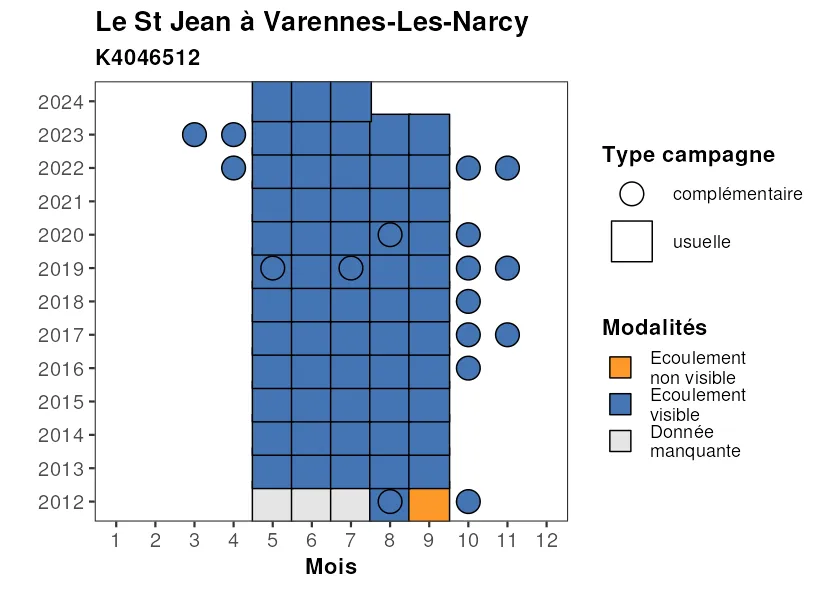 Le St Jean à Varennes-Les-Narcy
K4046512
2024
2023
2022
2021
2020
2019
2018
2017
2016
2015
2014
2013
2012
1 2 3 4 5 6 7 8 9 10 11 12
Mois
Type campagne
complémentaire
usuelle
Modalités
Ecoulement
non visible
Ecoulement
visible
Donnée
manquante